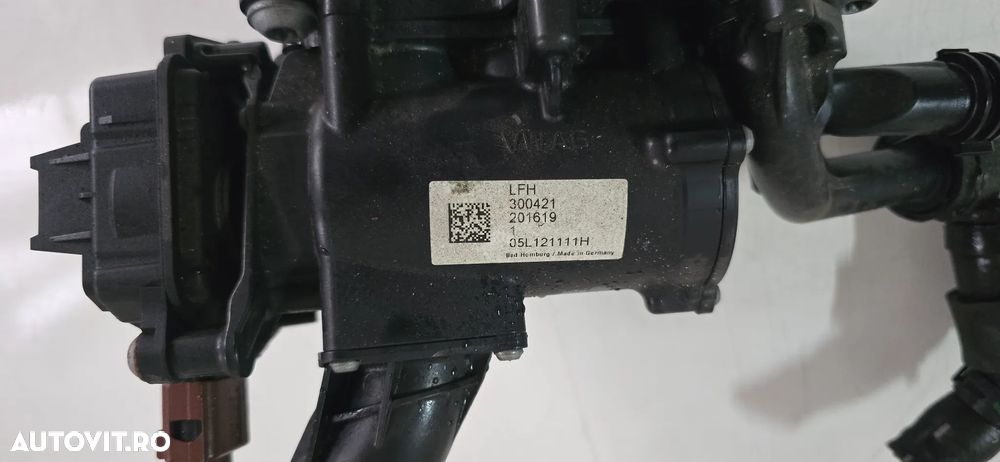 LFH
300421
201619
1
05L121111H
Bad Homburg / Made in Germany
AUTOVIT.RO